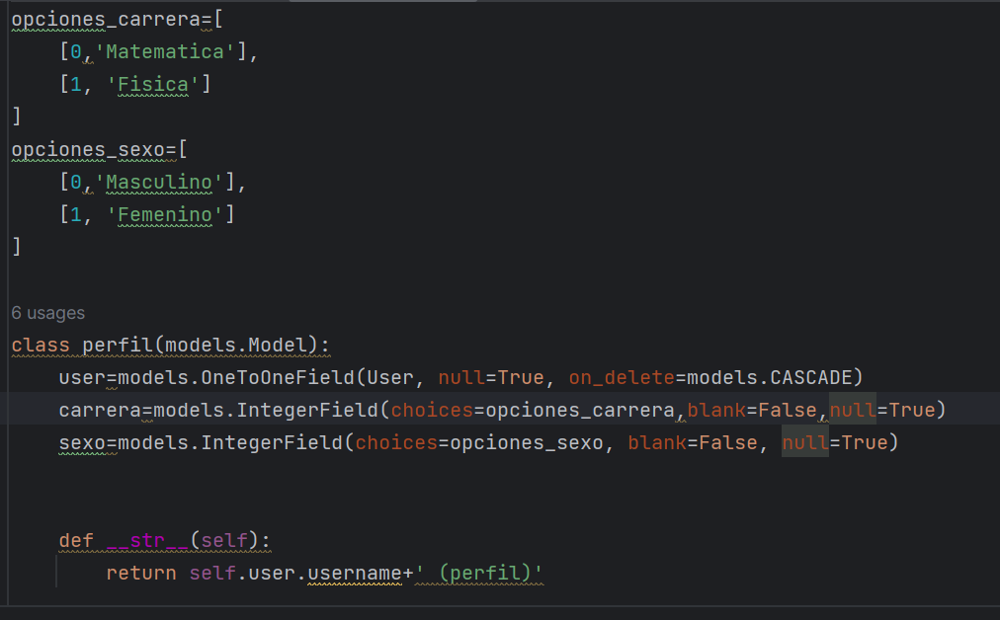 opciones_carrera=[
    [0,'Matematica'],
    [1, 'Fisica']
]
opciones_sexo=[
    [0,'Masculino'],
    [1, 'Femenino']
]
6 usages
class perfil(models.Model):
    user=models.OneToOneField(User, null=True, on_delete=models.CASCADE)
    carrera=models.IntegerField(choices=opciones_carrera,blank=False,null=True)
    sexo=models.IntegerField(choices=opciones_sexo, blank=False, null=True)
    def __str__(self):
        return self.user.username+' (perfil)'